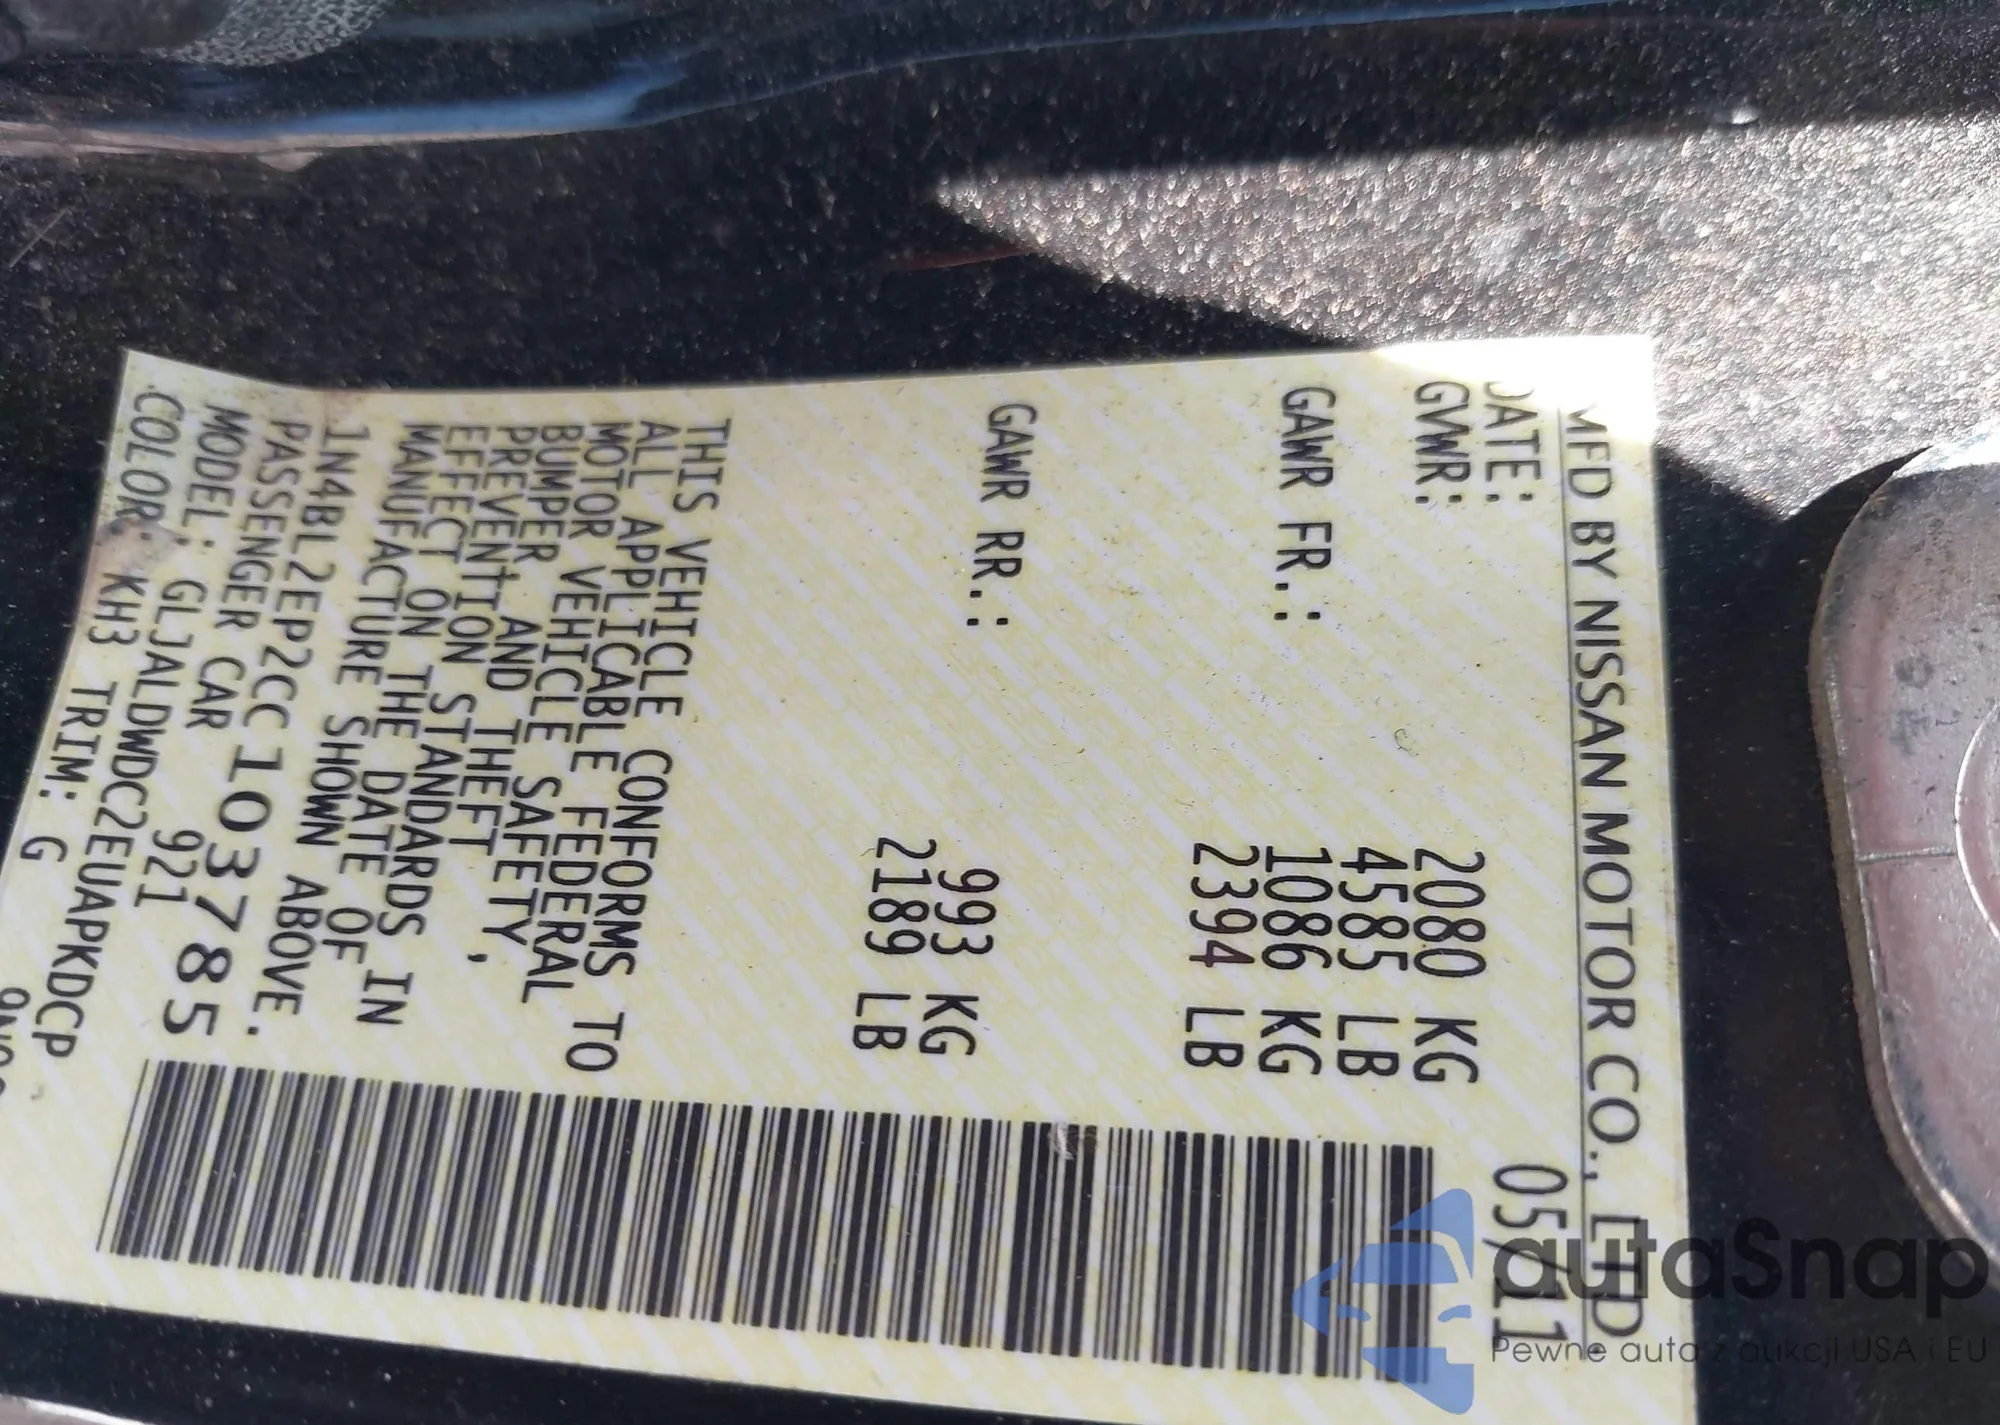 MFD BY NISSAN MOTOR CO., LTD
DATE: 05/11
GVWR: 2080 KG
4585 LB
GAWR FR.: 1086 KG
2394 LB
GAWR RR.: 993 KG
2189 LB
THIS VEHICLE CONFORMS TO
ALL APPLICABLE FEDERAL
MOTOR VEHICLE SAFETY,
BUMPER AND THEFT
PREVENTION STANDARDS IN
EFFECT ON THE DATE OF
MANUFACTURE SHOWN ABOVE.
1N4BL2EP2CC103785
PASSENGER CAR 921
MODEL: GLJALDWDC2EUAPKDCP
COLOR: KH3 TRIM: G
autaSnap
Pewne auta z aukcji USA i EU